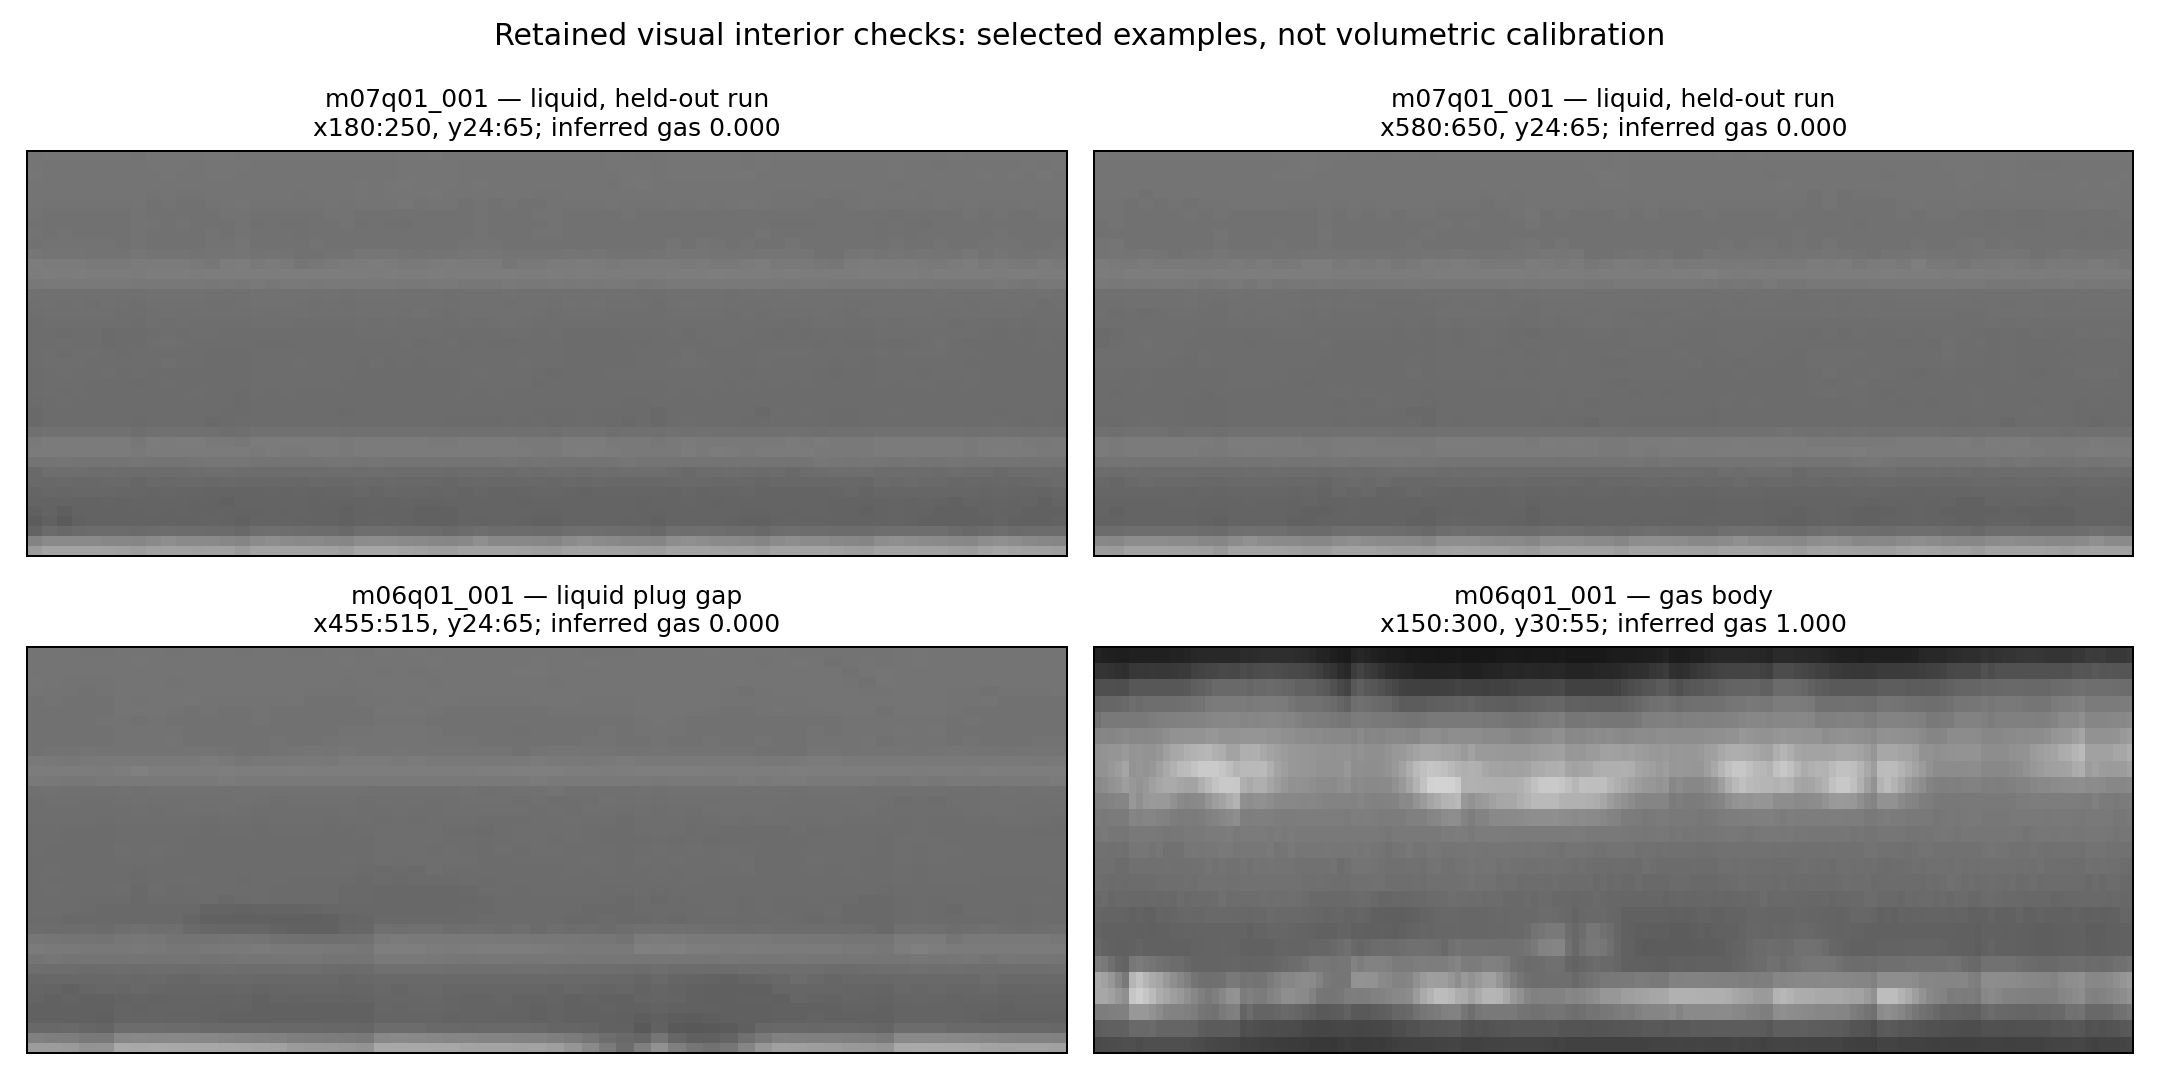 Retained visual interior checks: selected examples, not volumetric calibration
m07q01_001 — liquid, held-out run
x180:250, y24:65; inferred gas 0.000
m07q01_001 — liquid, held-out run
x580:650, y24:65; inferred gas 0.000
m06q01_001 — liquid plug gap
x455:515, y24:65; inferred gas 0.000
m06q01_001 — gas body
x150:300, y30:55; inferred gas 1.000